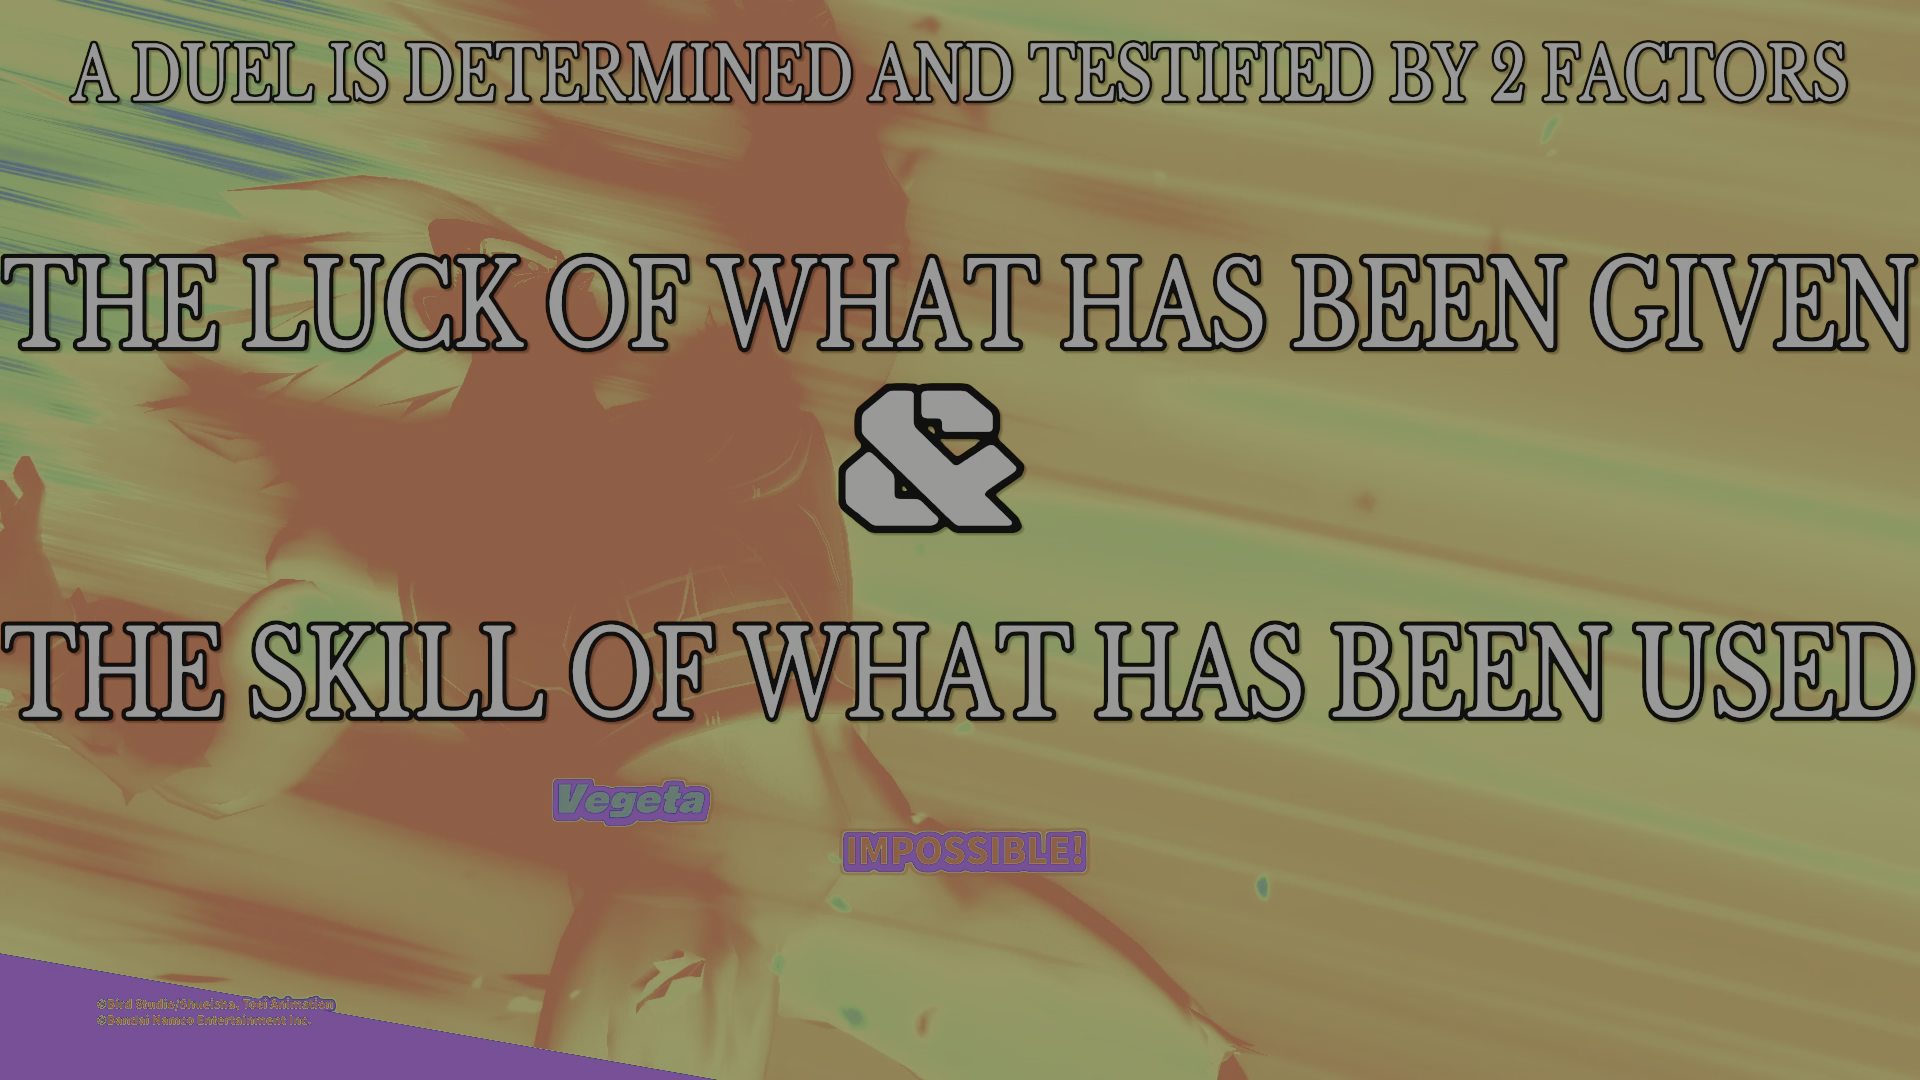 A DUEL IS DETERMINED AND TESTIFIED BY 2 FACTORS
THE LUCK OF WHAT HAS BEEN GIVEN
&
THE SKILL OF WHAT HAS BEEN USED
Vegeta
IMPOSSIBLE!
©Bird Studio/Shueisha, Toei Animation
©Bandai Namco Entertainment Inc.